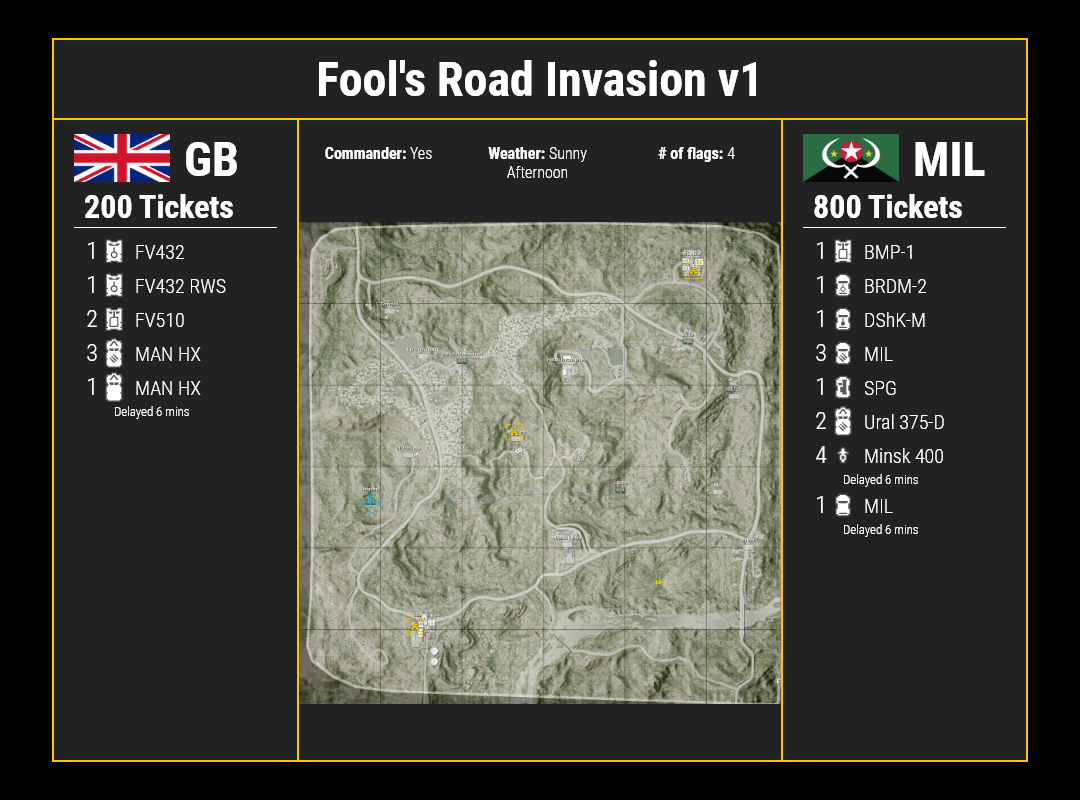 Fool's Road Invasion v1
GB
200 Tickets
1 FV432
1 FV432 RWS
2 FV510
3 MAN HX
1 MAN HX
Delayed 6 mins
Commander: Yes
Weather: Sunny
Afternoon
# of flags: 4
MIL
800 Tickets
1 BMP-1
1 BRDM-2
1 DShK-M
3 MIL
1 SPG
2 Ural 375-D
4 Minsk 400
Delayed 6 mins
1 MIL
Delayed 6 mins